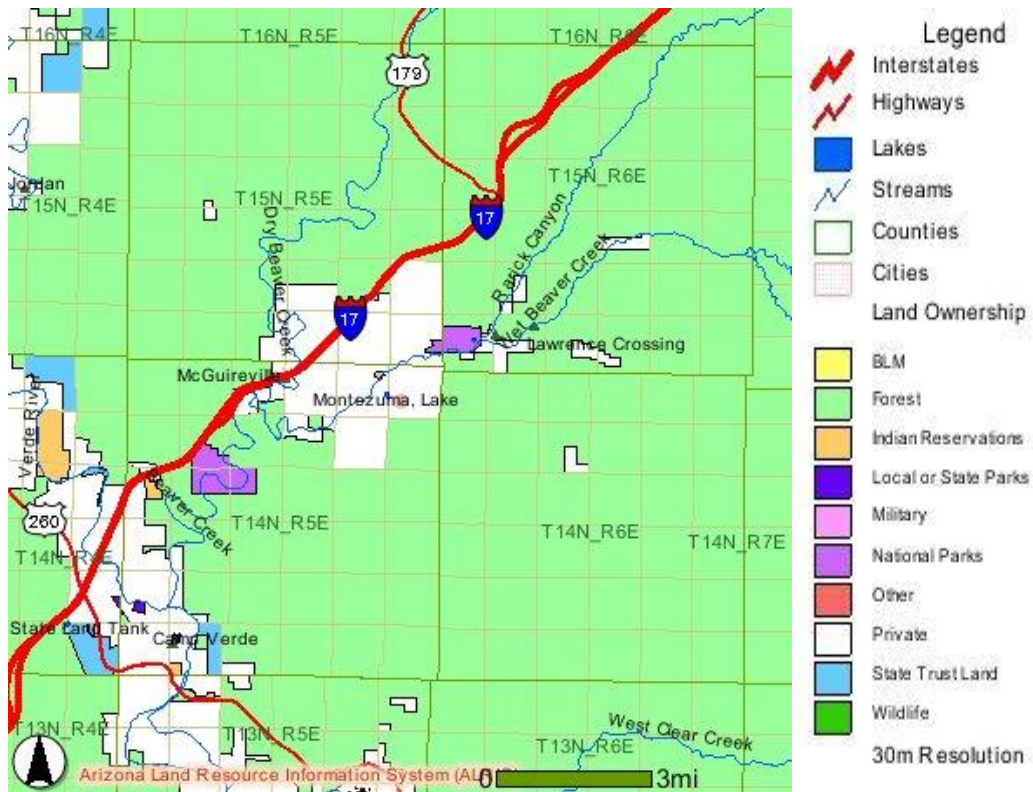 T16N_R4E
T16N_R5E
T16N_R6E
179
Jordan
T15N_R4E
T15N_R5E
T15N_R6E
17
Dry Beaver Creek
Rarick Canyon
Wet Beaver Creek
17
Lawrence Crossing
McGuireville
Montezuma, Lake
Verde River
Beaver Creek
260
T14N_R5E
T14N_R6E
T14N_R7E
T14N_R4E
State Land Tank
Camp Verde
T13N_R4E
T13N_R5E
T13N_R6E
West Clear Creek
Arizona Land Resource Information System
0
3mi
Legend
Interstates
Highways
Lakes
Streams
Counties
Cities
Land Ownership
BLM
Forest
Indian Reservations
Local or State Parks
Military
National Parks
Other
Private
State Trust Land
Wildlife
30m Resolution